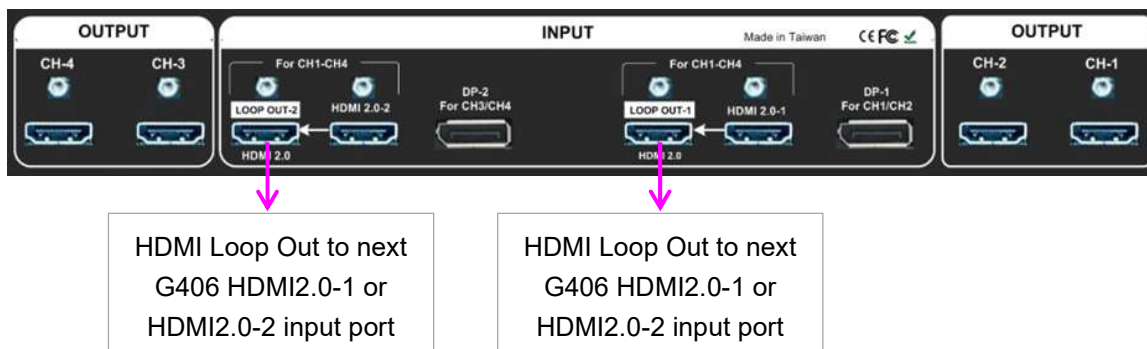 OUTPUT
INPUT
Made in Taiwan
CE FC
OUTPUT
CH-4
CH-3
For CH1-CH4
For CH1-CH4
CH-2
CH-1
LOOP OUT-2
HDMI 2.0-2
DP-2
For CH3/CH4
LOOP OUT-1
HDMI 2.0-1
DP-1
For CH1/CH2
HDMI 2.0
HDMI 2.0
HDMI Loop Out to next
G406 HDMI2.0-1 or
HDMI2.0-2 input port
HDMI Loop Out to next
G406 HDMI2.0-1 or
HDMI2.0-2 input port